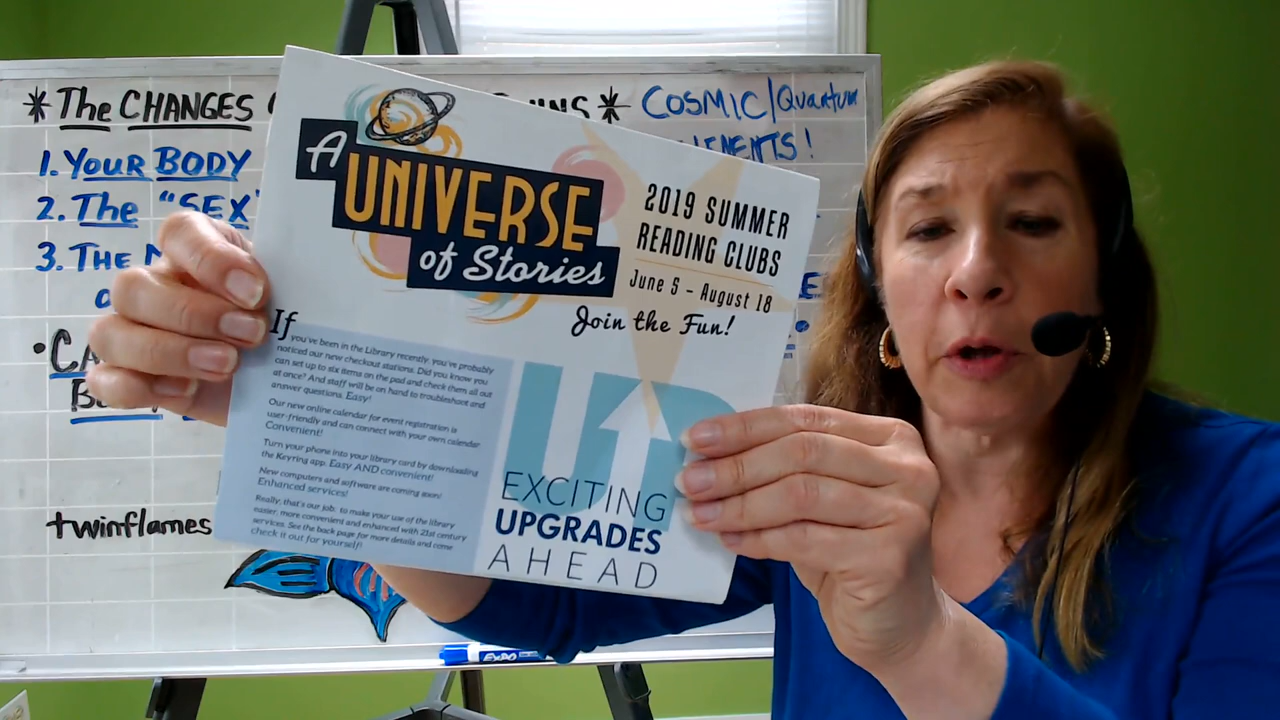 * The CHANGES
* COSMIC/Quantum
1. YOUR BODY
2. The "SEX"
3. THE
twinflames
A UNIVERSE
of Stories
2019 SUMMER
READING CLUBS
June 5 - August 18
Join the Fun!
If you've been in the Library recently, you've probably
noticed our new checkout stations. Did you know you
can set up to six items on the pad and check them all out
at once? And staff will be on hand to troubleshoot and
answer questions. Easy!
Our new online calendar for event registration is
user-friendly and can connect with your own calendar.
Convenient!
Turn your phone into your library card by downloading
the Keyring app. Easy AND convenient!
New computers and software are coming soon!
Enhanced services!
Really, that's our job: to make your use of the library
easier, more convenient and enhanced with 21st century
services. See the back page for more details and come
check it out for yourself!
UP
EXCITING
UPGRADES
AHEAD
EXPO